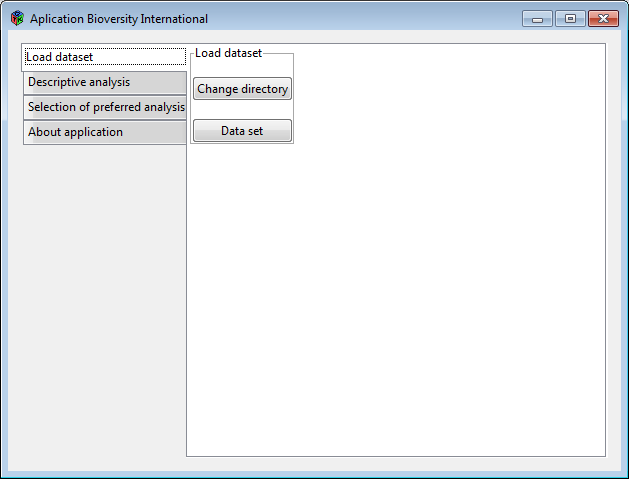 Aplication Bioversity International
Load dataset
Descriptive analysis
Selection of preferred analysis
About application
Load dataset
Change directory
Data set